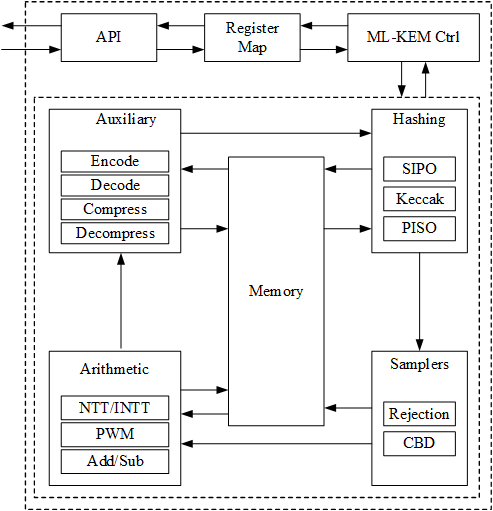 API
Register
Map
ML-KEM Ctrl
Auxiliary
Encode
Decode
Compress
Decompress
Hashing
SIPO
Keccak
PISO
Memory
Arithmetic
NTT/INTT
PWM
Add/Sub
Samplers
Rejection
CBD